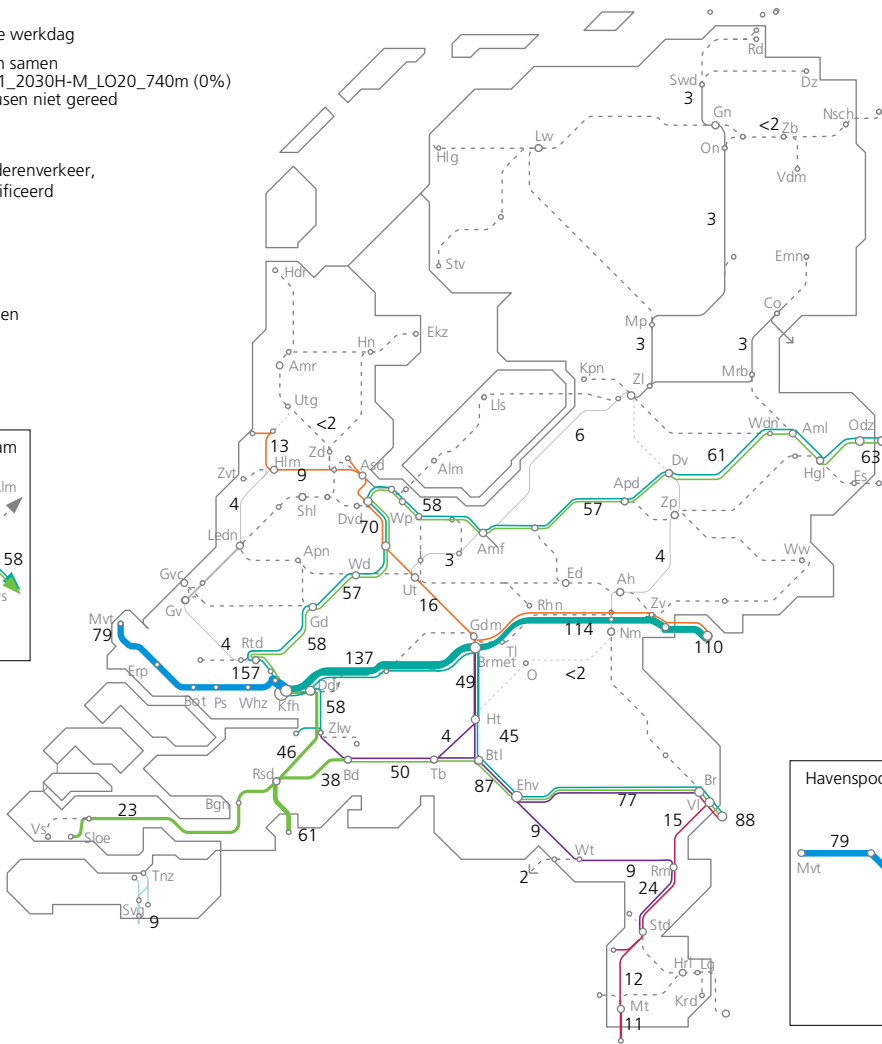 e werkdag
n samen
1_2030H-M_LO20_740m (0%)
usen niet gereed
derenverkeer,
ificeerd
en
am
lm
58
s
Rd
Swd
Dz
3
Gn
<2
Zb
Nsch
Lw
Hlg
On
Vdm
3
Stv
Emn
Hdr
Co
Mp
Ekz
Hn
3
3
Amr
Kpn
Zl
Mrb
Utg
Lls
<2
6
Wdn
Aml
Odz
13
Zd
61
63
Hlm
9
Asd
Alm
Dv
Hgl
Es
Zvt
Apd
4
Shl
Dvd
Wp
58
57
Zp
70
Ledn
Amf
Apn
3
4
Ww
Wd
Gvc
57
Ut
Ed
Ah
Gv
16
Rhn
Zv
Mvt
Gd
Gdm
79
58
114
Nm
110
4
Rtd
137
Tl
Erp
157
Brmet
O
<2
Bot
Ps
Whz
Kfh
Ddr
49
58
Ht
Zlw
4
45
46
Btl
Rsd
38
Bd
50
Tb
87
Ehv
Br
77
Vl
Bgn
23
88
Vs
Sloe
61
9
15
Havenspoo
79
Mvt
Wt
2
9
Rm
Tnz
24
Svg
9
Std
Hrl
Lg
12
Krd
Mt
11